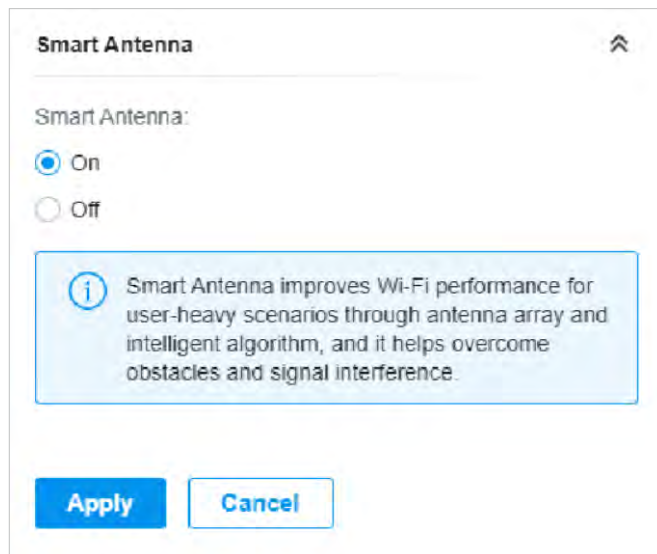 Smart Antenna
Smart Antenna:
On
Off
Smart Antenna improves Wi-Fi performance for
user-heavy scenarios through antenna array and
intelligent algorithm, and it helps overcome
obstacles and signal interference.
Apply
Cancel